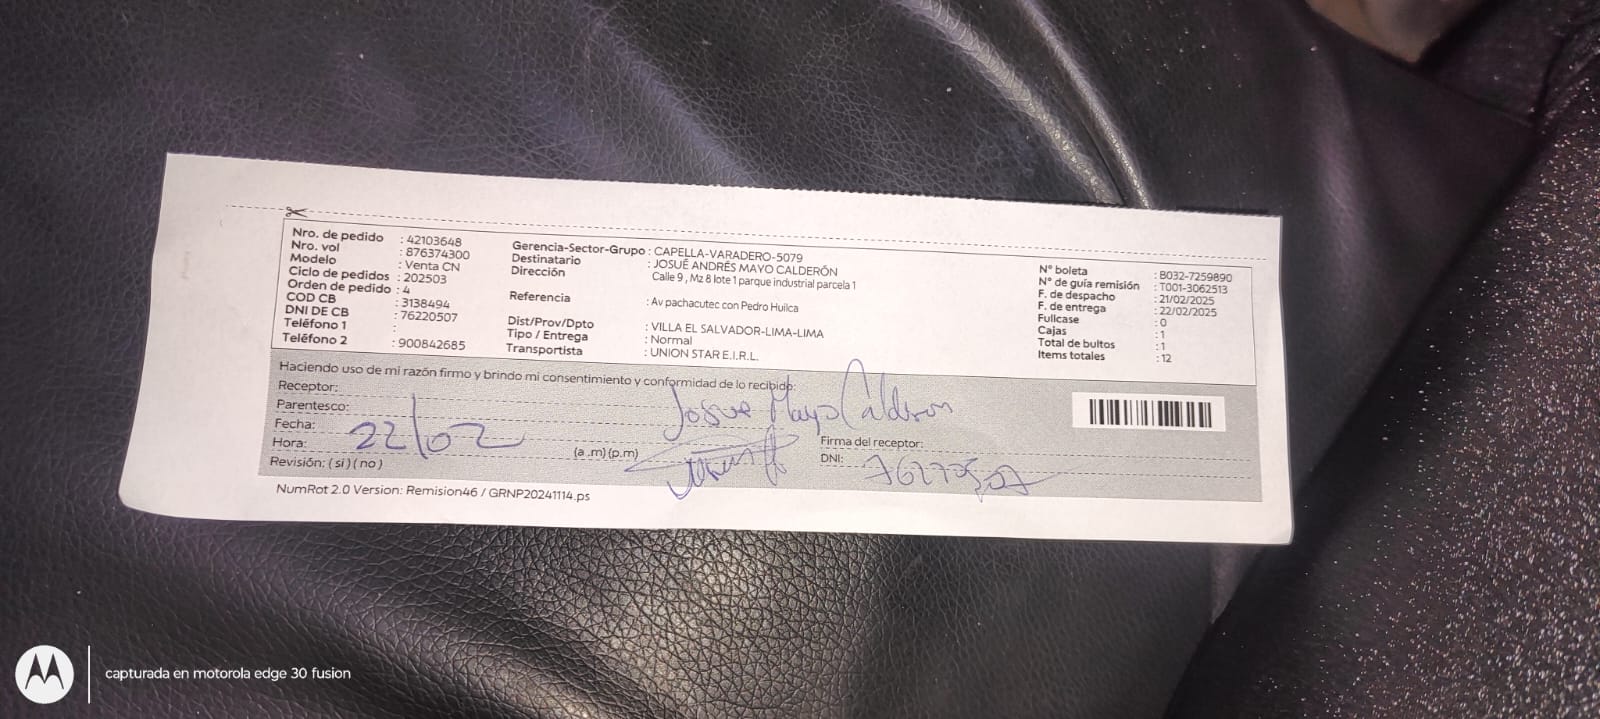 Nro. de pedido : 42103648
Nro. vol : 876374300
Modelo : Venta CN
Ciclo de pedidos : 202503
Orden de pedido : 4
COD CB : 3138494
DNI DE CB : 76220507
Teléfono 1 :
Teléfono 2 : 900842685
Gerencia-Sector-Grupo : CAPELLA-VARADERO-5079
Destinatario : JOSUÉ ANDRÉS MAYO CALDERÓN
Dirección Calle 9 , Mz 8 lote 1 parque industrial parcela 1
Referencia : Av pachacutec con Pedro Huilca
Dist/Prov/Dpto : VILLA EL SALVADOR-LIMA-LIMA
Tipo / Entrega : Normal
Transportista : UNION STAR E.I.R.L.
N° boleta : B032-7259890
N° de guía remisión : T001-3062513
F. de despacho : 21/02/2025
F. de entrega : 22/02/2025
Fullcase : 0
Cajas : 1
Total de bultos : 1
Items totales : 12
Haciendo uso de mi razón firmo y brindo mi consentimiento y conformidad de lo recibido:
Receptor: Josue Mayo Calderon
Parentesco:
Fecha: 22/02
Hora: (a .m) (p.m)
Revisión: ( si ) ( no )
Firma del receptor:
DNI:
NumRot 2.0 Version: Remision46 / GRNP20241114.ps
capturada en motorola edge 30 fusion